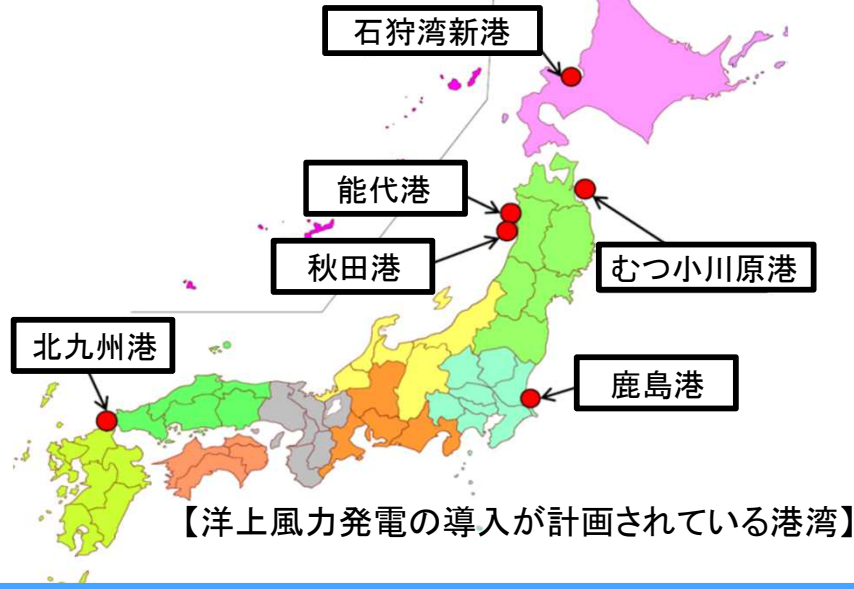 石狩湾新港
能代港
秋田港
むつ小川原港
北九州港
鹿島港
【洋上風力発電の導入が計画されている港湾】